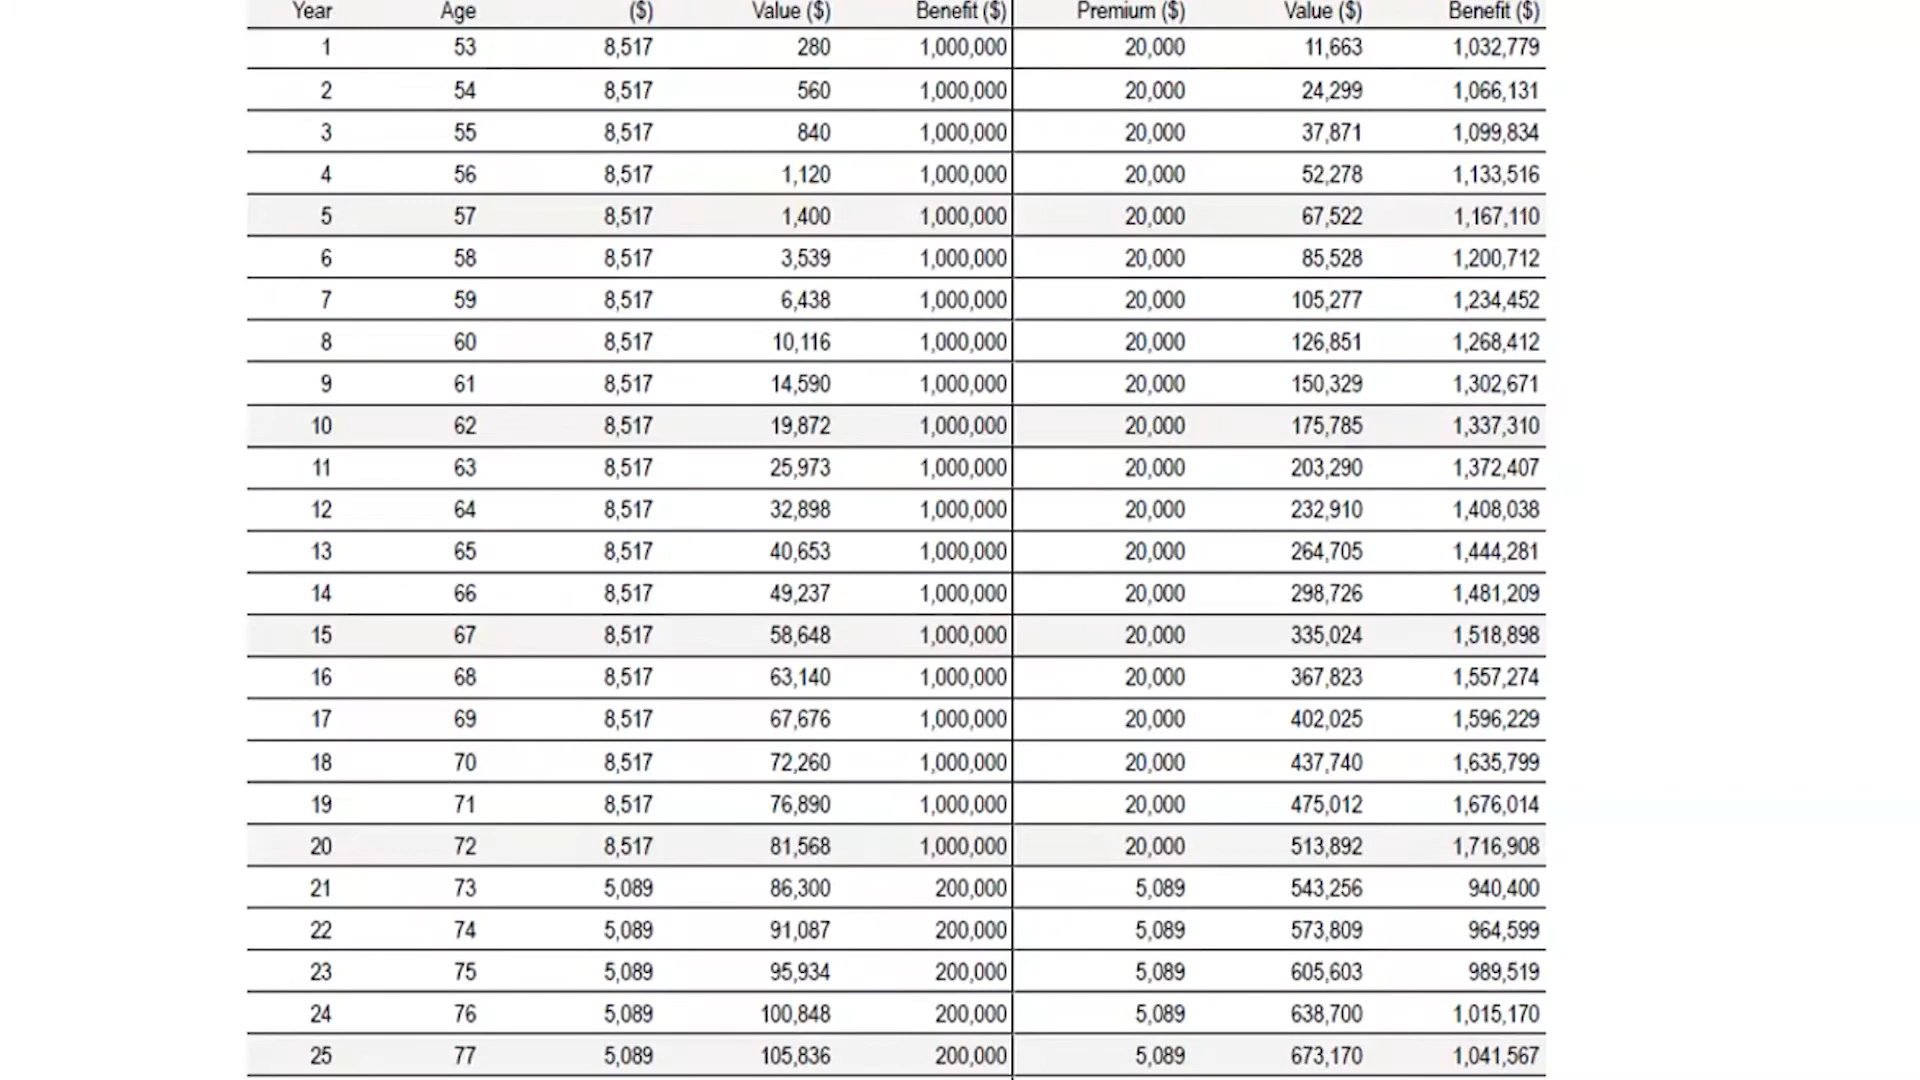 Year Age ($) Value ($) Benefit ($) Premium ($) Value ($) Benefit ($)
1 53 8,517 280 1,000,000 20,000 11,663 1,032,779
2 54 8,517 560 1,000,000 20,000 24,299 1,066,131
3 55 8,517 840 1,000,000 20,000 37,871 1,099,834
4 56 8,517 1,120 1,000,000 20,000 52,278 1,133,516
5 57 8,517 1,400 1,000,000 20,000 67,522 1,167,110
6 58 8,517 3,539 1,000,000 20,000 85,528 1,200,712
7 59 8,517 6,438 1,000,000 20,000 105,277 1,234,452
8 60 8,517 10,116 1,000,000 20,000 126,851 1,268,412
9 61 8,517 14,590 1,000,000 20,000 150,329 1,302,671
10 62 8,517 19,872 1,000,000 20,000 175,785 1,337,310
11 63 8,517 25,973 1,000,000 20,000 203,290 1,372,407
12 64 8,517 32,898 1,000,000 20,000 232,910 1,408,038
13 65 8,517 40,653 1,000,000 20,000 264,705 1,444,281
14 66 8,517 49,237 1,000,000 20,000 298,726 1,481,209
15 67 8,517 58,648 1,000,000 20,000 335,024 1,518,898
16 68 8,517 63,140 1,000,000 20,000 367,823 1,557,274
17 69 8,517 67,676 1,000,000 20,000 402,025 1,596,229
18 70 8,517 72,260 1,000,000 20,000 437,740 1,635,799
19 71 8,517 76,890 1,000,000 20,000 475,012 1,676,014
20 72 8,517 81,568 1,000,000 20,000 513,892 1,716,908
21 73 5,089 86,300 200,000 5,089 543,256 940,400
22 74 5,089 91,087 200,000 5,089 573,809 964,599
23 75 5,089 95,934 200,000 5,089 605,603 989,519
24 76 5,089 100,848 200,000 5,089 638,700 1,015,170
25 77 5,089 105,836 200,000 5,089 673,170 1,041,567